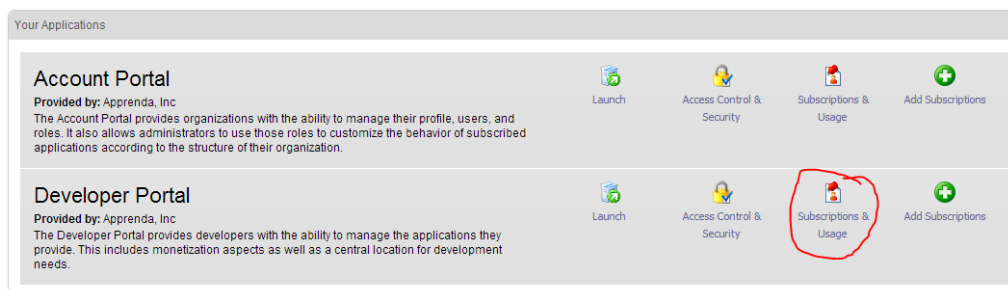 Your Applications
Account Portal
Provided by: Apprenda, Inc
The Account Portal provides organizations with the ability to manage their profile, users, and
roles. It also allows administrators to use those roles to customize the behavior of subscribed
applications according to the structure of their organization.
Launch
Access Control &
Security
Subscriptions &
Usage
Add Subscriptions
Developer Portal
Provided by: Apprenda, Inc
The Developer Portal provides developers with the ability to manage the applications they
provide. This includes monetization aspects as well as a central location for development
needs.
Launch
Access Control &
Security
Subscriptions &
Usage
Add Subscriptions